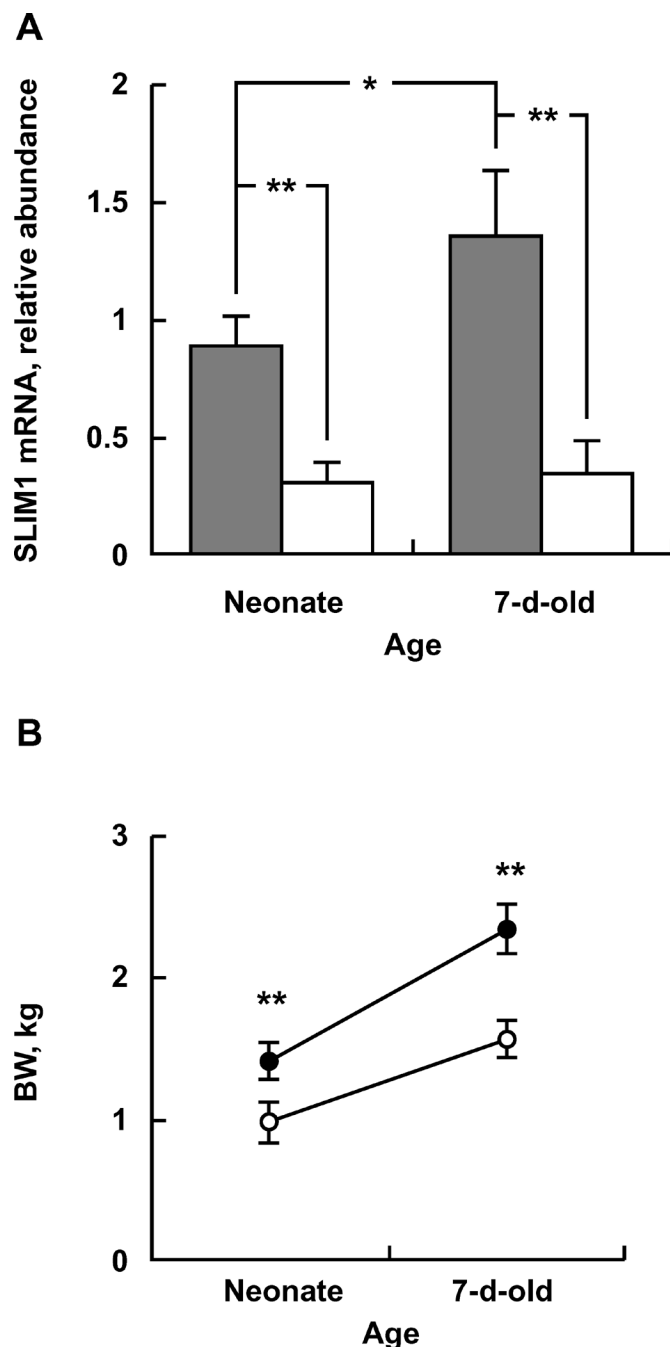 A
SLIM1 mRNA, relative abundance
2
1.5
1
0.5
0
*
**
**
Neonate 7-d-old
Age
B
BW, kg
3
2
1
0
**
**
Neonate 7-d-old
Age